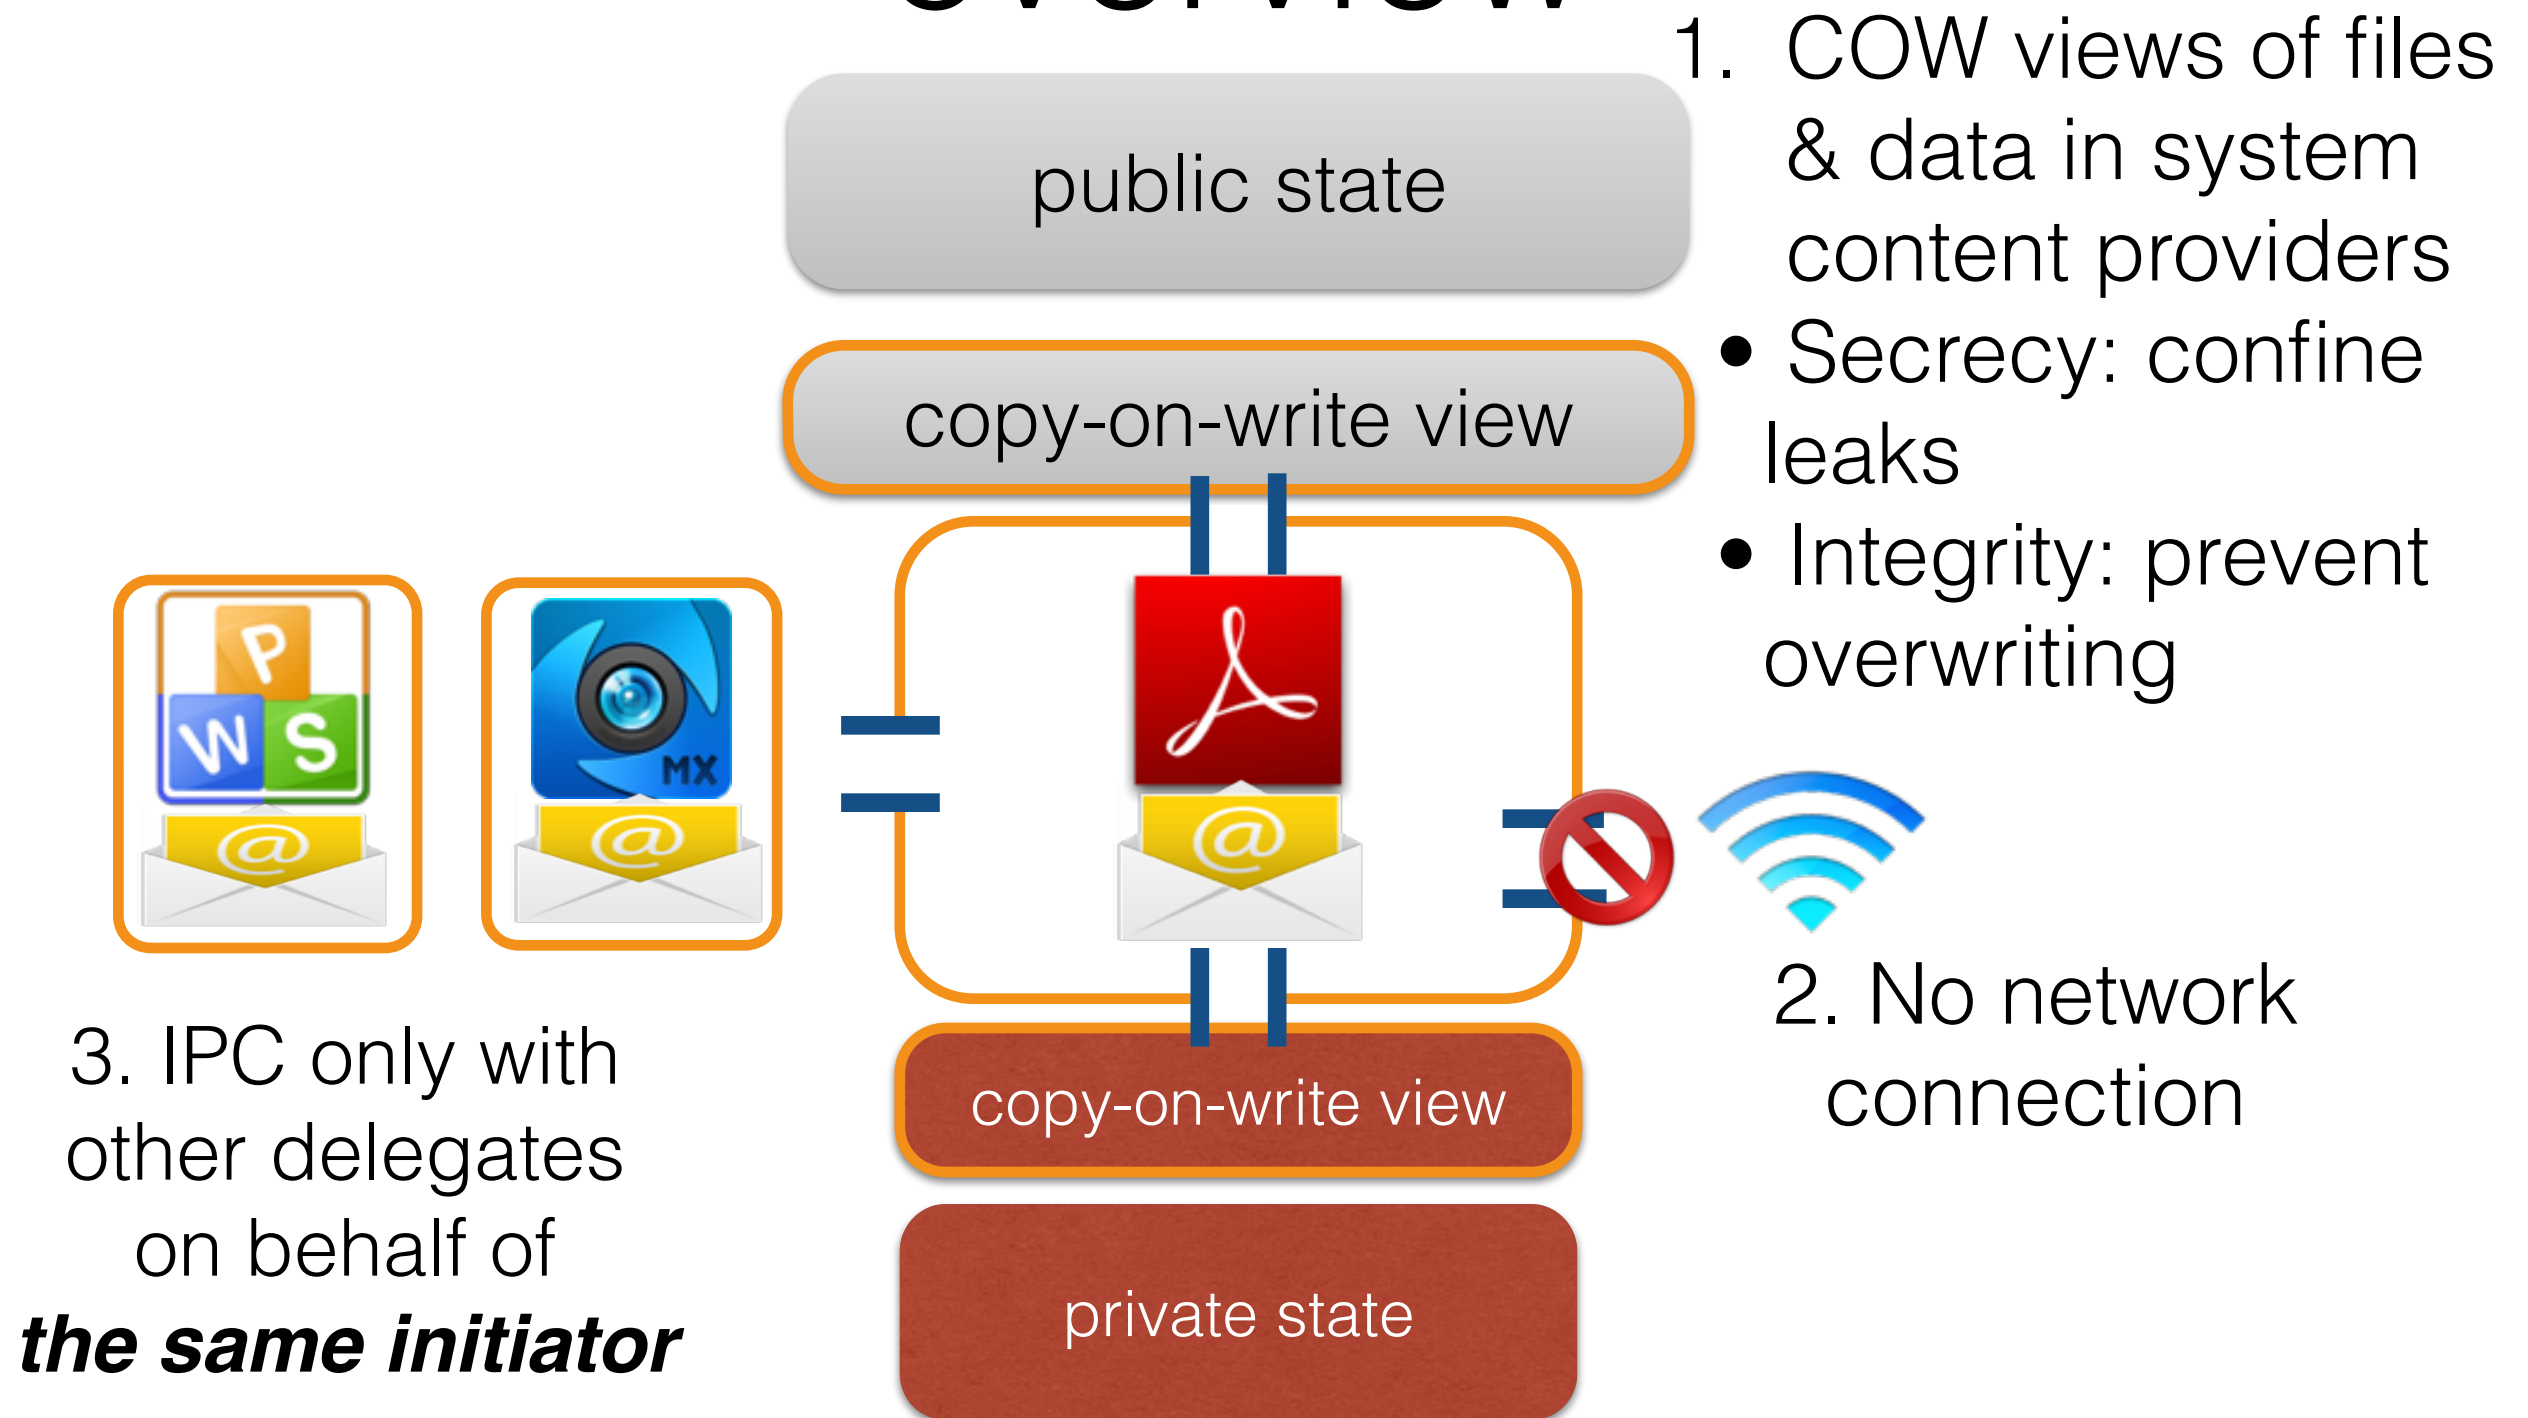 overview
public state
copy-on-write view
1. COW views of files
& data in system
content providers
• Secrecy: confine
leaks
• Integrity: prevent
overwriting
P
W S
@
MX
@
@
2. No network
connection
3. IPC only with
other delegates
on behalf of
the same initiator
copy-on-write view
private state